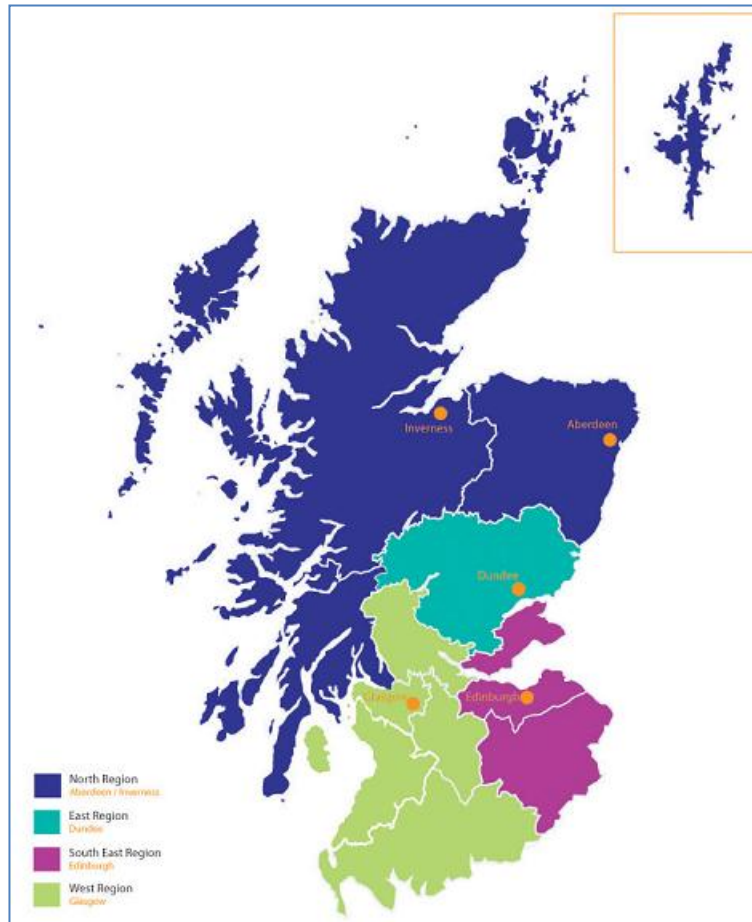 Inverness
Aberdeen
Dundee
Glasgow
Edinburgh
North Region
Aberdeen / Inverness
East Region
Dundee
South East Region
Edinburgh
West Region
Glasgow